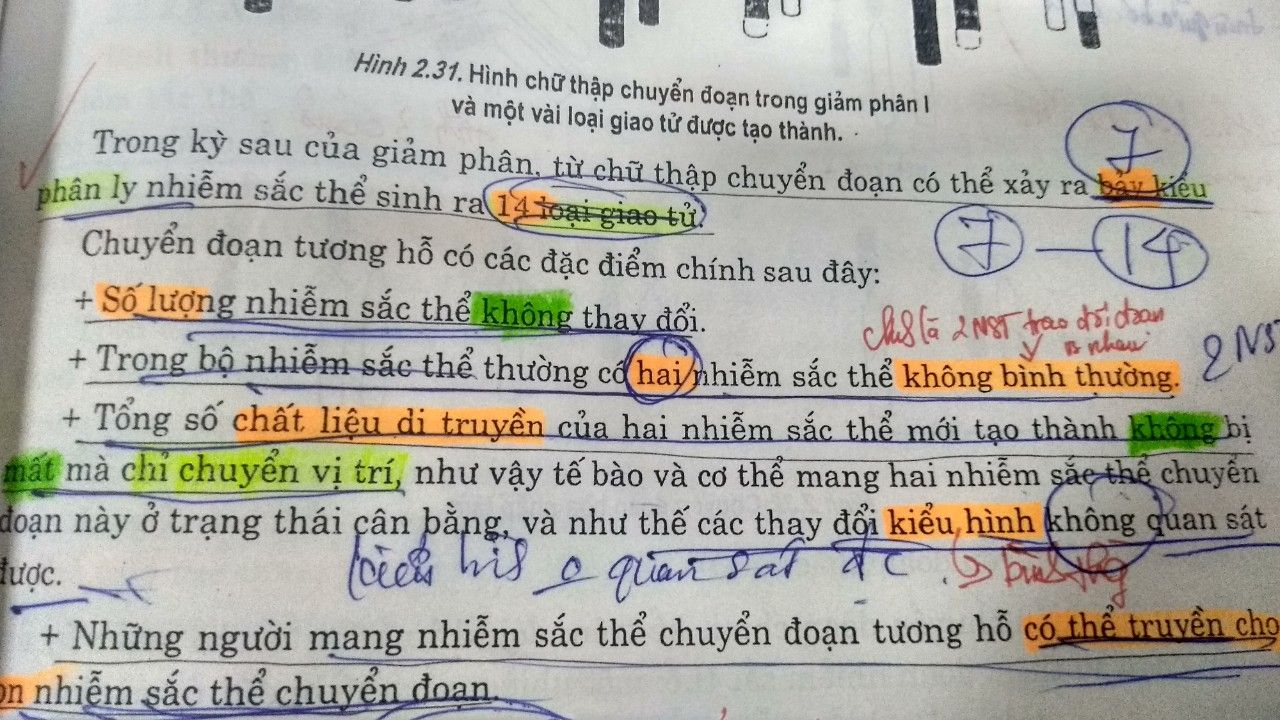 Hình 2.31. Hình chữ thập chuyển đoạn trong giảm phân I
và một vài loại giao tử được tạo thành.
7
Trong kỳ sau của giảm phân, từ chữ thập chuyển đoạn có thể xảy ra bảy kiểu
phân ly nhiễm sắc thể sinh ra 14 loại giao tử.
7 — 14
Chuyển đoạn tương hỗ có các đặc điểm chính sau đây:
+ Số lượng nhiễm sắc thể không thay đổi.
2 NST trao đổi đoạn
nhau
2 NST
+ Trong bộ nhiễm sắc thể thường có hai nhiễm sắc thể không bình thường.
+ Tổng số chất liệu di truyền của hai nhiễm sắc thể mới tạo thành không bị
mất mà chỉ chuyển vị trí, như vậy tế bào và cơ thể mang hai nhiễm sắc thể chuyển
đoạn này ở trạng thái cân bằng, và như thế các thay đổi kiểu hình không quan sát
được.
quan sát đc
+ Những người mang nhiễm sắc thể chuyển đoạn tương hỗ có thể truyền cho
on nhiễm sắc thể chuyển đoạn.